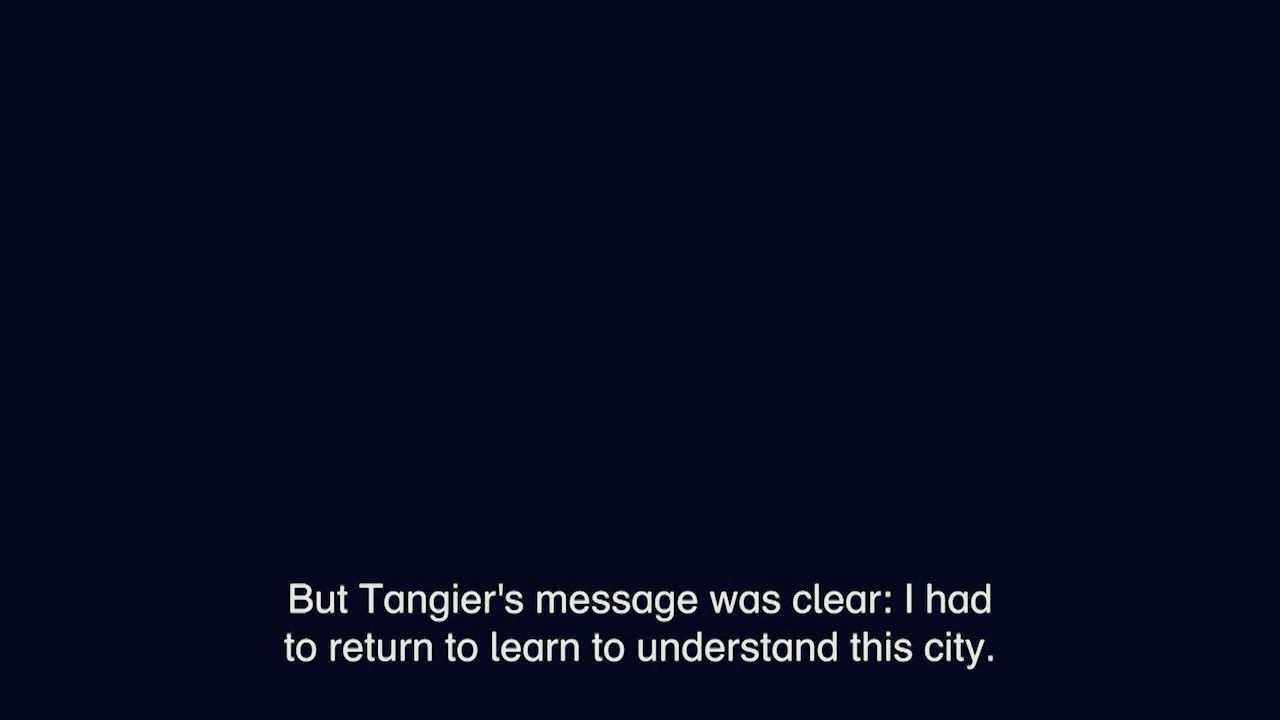 But Tangier's message was clear: I had
to return to learn to understand this city.